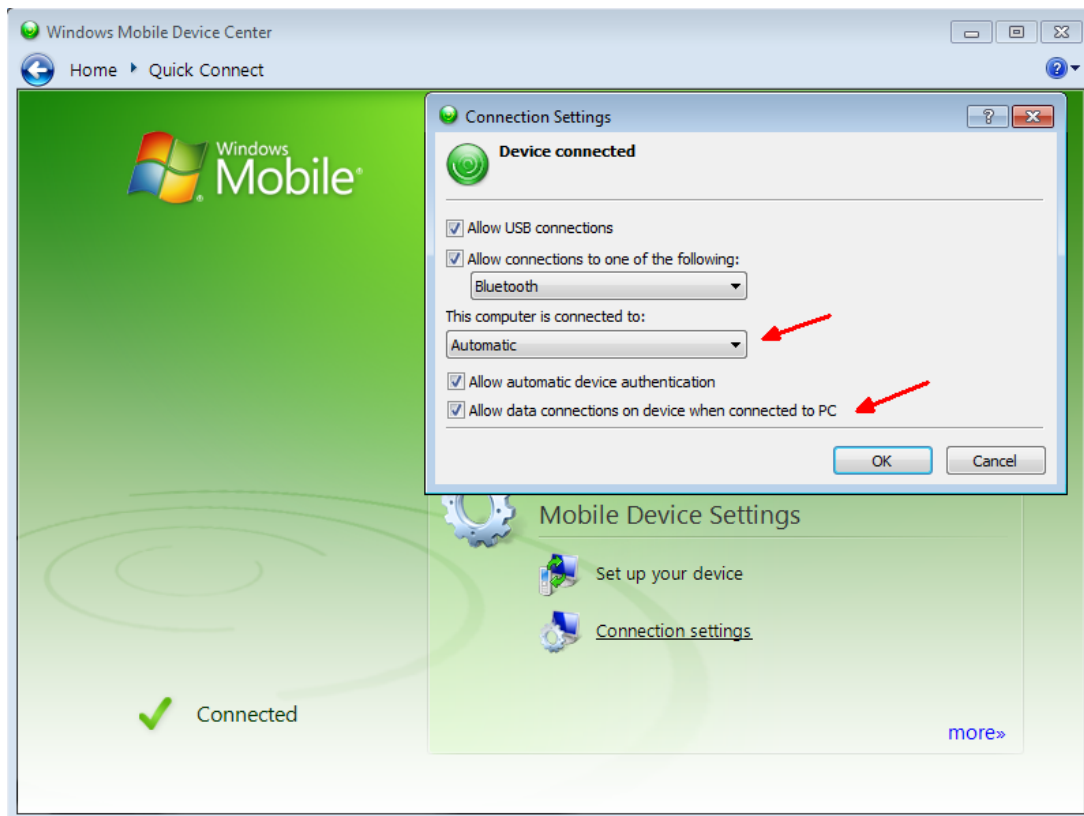 Windows Mobile Device Center
Home Quick Connect
Windows
Mobile
Connection Settings
Device connected
Allow USB connections
Allow connections to one of the following:
Bluetooth
This computer is connected to:
Automatic
Allow automatic device authentication
Allow data connections on device when connected to PC
OK Cancel
Mobile Device Settings
Set up your device
Connection settings
Connected
more»